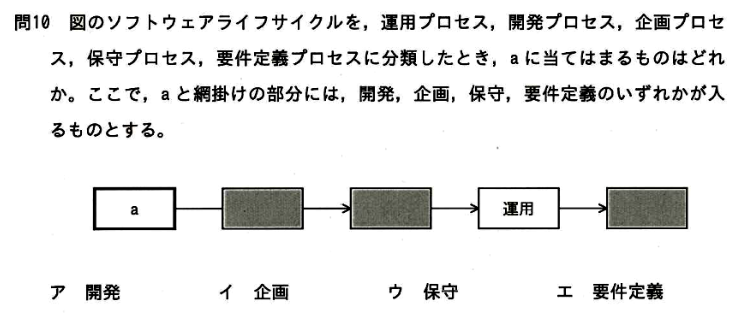 問10 図のソフトウェアライフサイクルを，運用プロセス，開発プロセス，企画プロセ
ス，保守プロセス，要件定義プロセスに分類したとき，aに当てはまるものはどれ
か。ここで，aと網掛けの部分には，開発，企画，保守，要件定義のいずれかが入
るものとする。
a 運用
ア 開発 イ 企画 ウ 保守 エ 要件定義